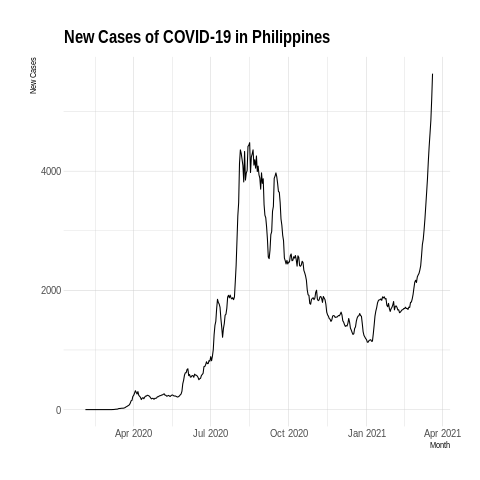 New Cases of COVID-19 in Philippines
New Cases
4000
2000
0
Apr 2020
Jul 2020
Oct 2020
Jan 2021
Apr 2021
Month